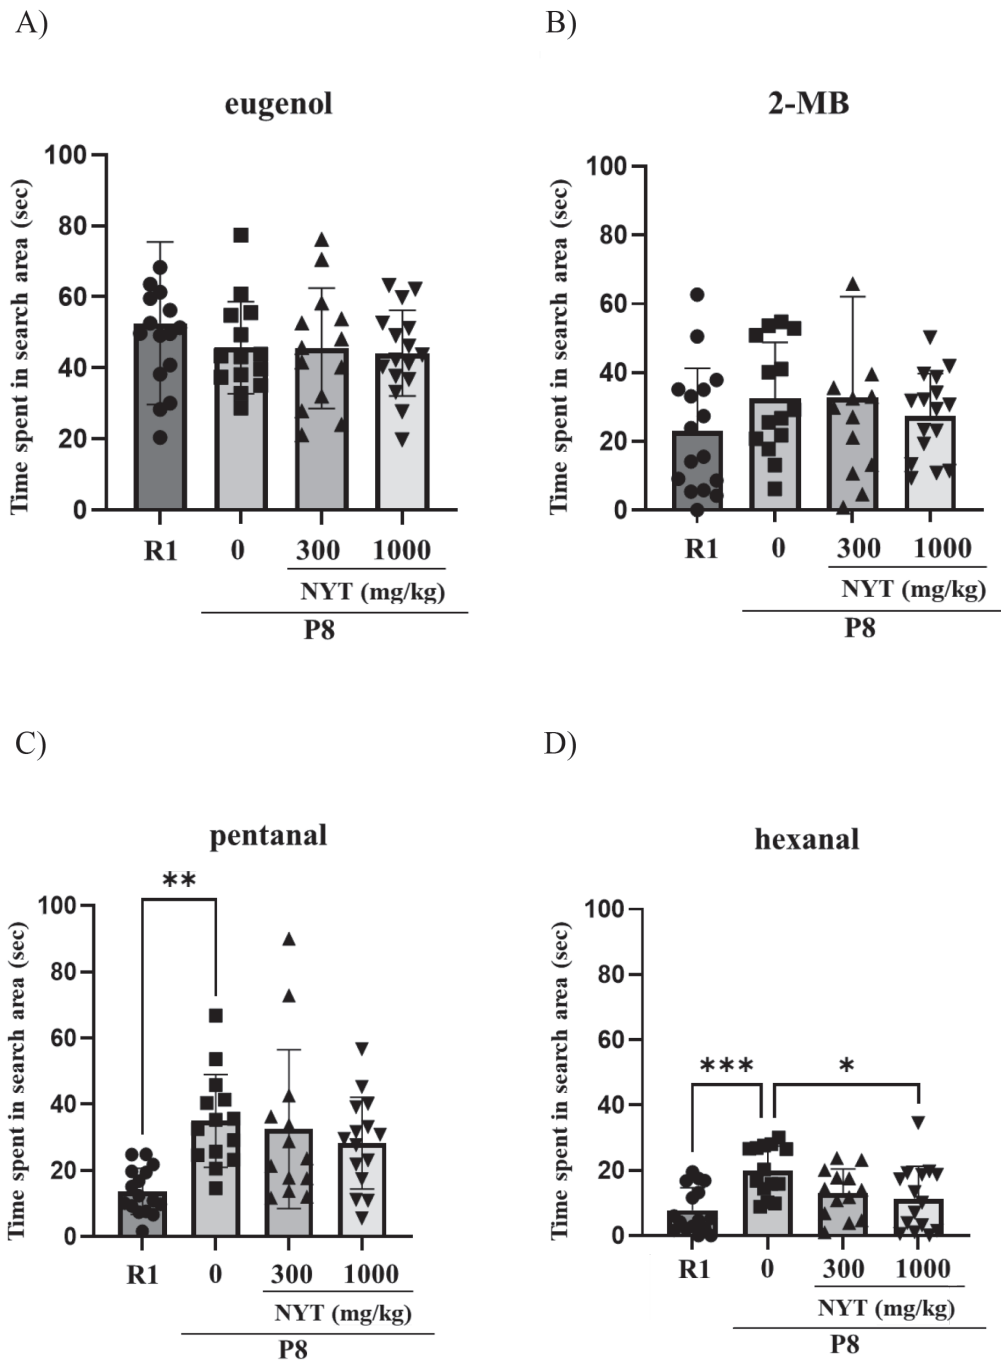 A)
eugenol
Time spent in search area (sec)
100
80
60
40
20
0
R1 0 300 1000
NYT (mg/kg)
P8
B)
2-MB
Time spent in search area (sec)
100
80
60
40
20
0
R1 0 300 1000
NYT (mg/kg)
P8
C)
pentanal
**
Time spent in search area (sec)
100
80
60
40
20
0
R1 0 300 1000
NYT (mg/kg)
P8
D)
hexanal
*** *
Time spent in search area (sec)
100
80
60
40
20
0
R1 0 300 1000
NYT (mg/kg)
P8